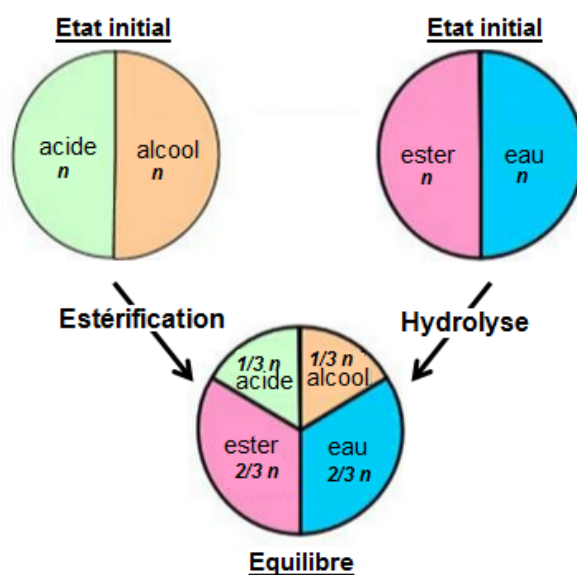 Etat initial
Etat initial
acide
n
alcool
n
ester
n
eau
n
Estérification
Hydrolyse
1/3 n
acide
1/3 n
alcool
ester
2/3 n
eau
2/3 n
Equilibre